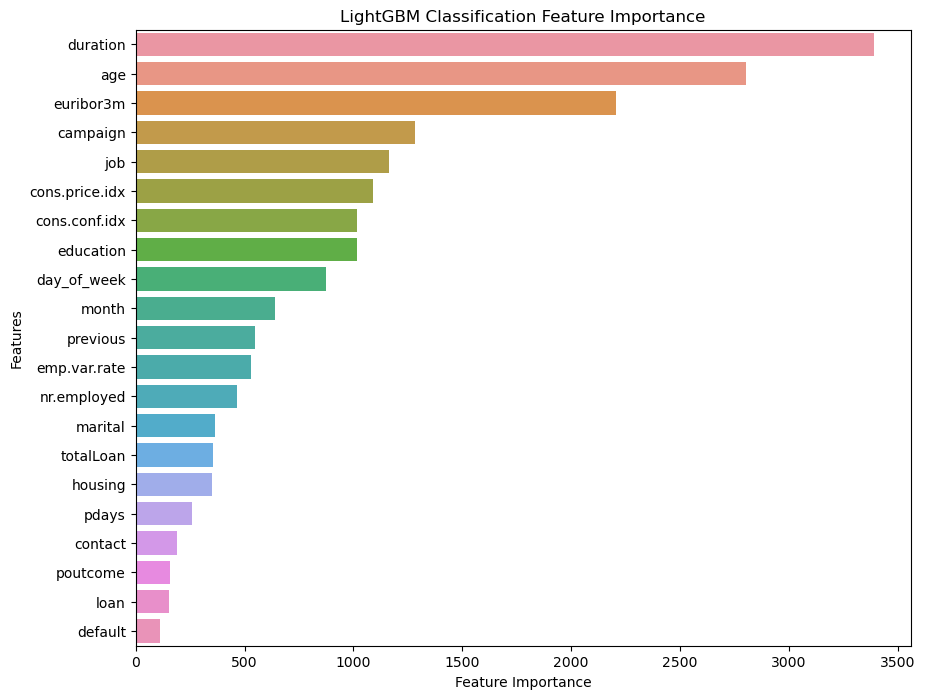 LightGBM Classification Feature Importance
Features
duration
age
euribor3m
campaign
job
cons.price.idx
cons.conf.idx
education
day_of_week
month
previous
emp.var.rate
nr.employed
marital
totalLoan
housing
pdays
contact
poutcome
loan
default
0 500 1000 1500 2000 2500 3000 3500
Feature Importance